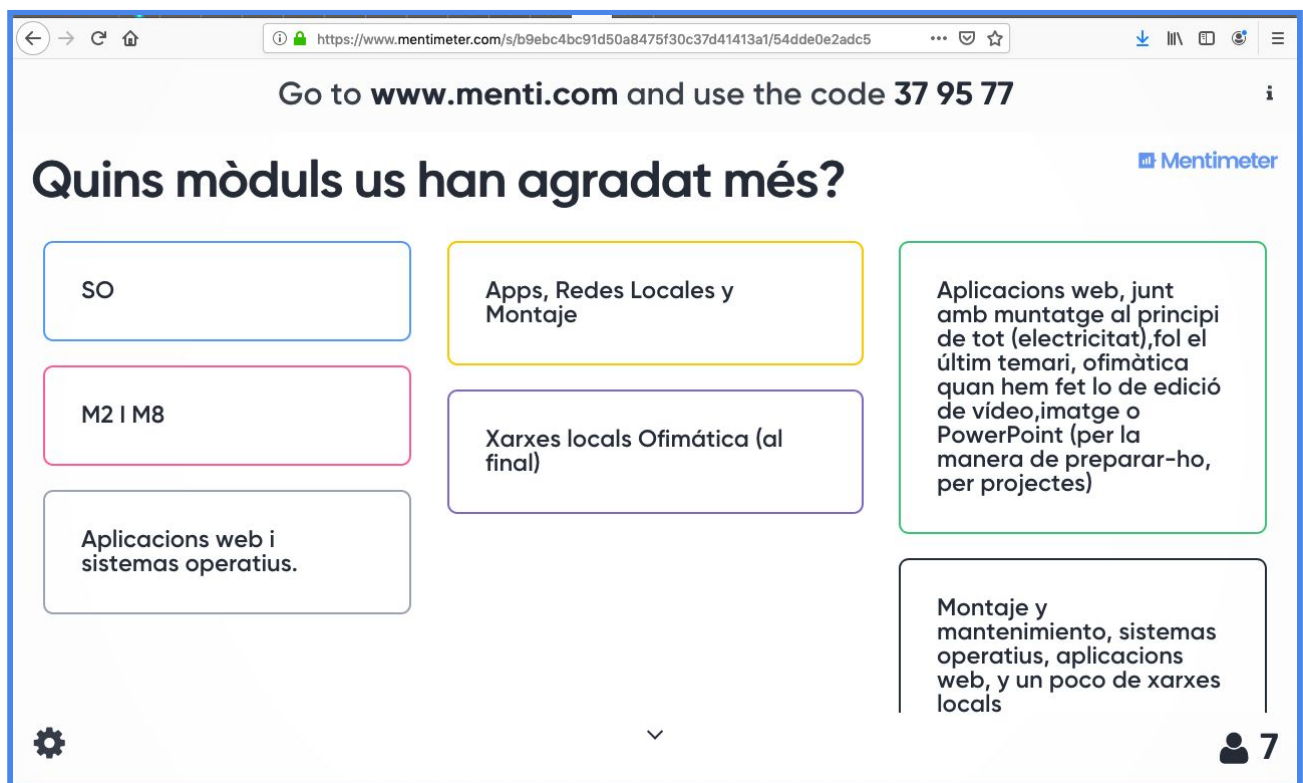 https://www.mentimeter.com/s/b9ebc4bc91d50a8475f30c37d41413a1/54dde0e2adc5
Go to www.menti.com and use the code 37 95 77
Mentimeter
Quins mòduls us han agradat més?
SO
M2 I M8
Aplicacions web i
sistemas operatius.
Apps, Redes Locales y
Montaje
Xarxes locals Ofimática (al
final)
Aplicacions web, junt
amb muntatge al principi
de tot (electricitat),fol el
últim temari, ofimàtica
quan hem fet lo de edició
de vídeo,imatge o
PowerPoint (per la
manera de preparar-ho,
per projectes)
Montaje y
mantenimiento, sistemas
operatius, aplicacions
web, y un poco de xarxes
locals
7